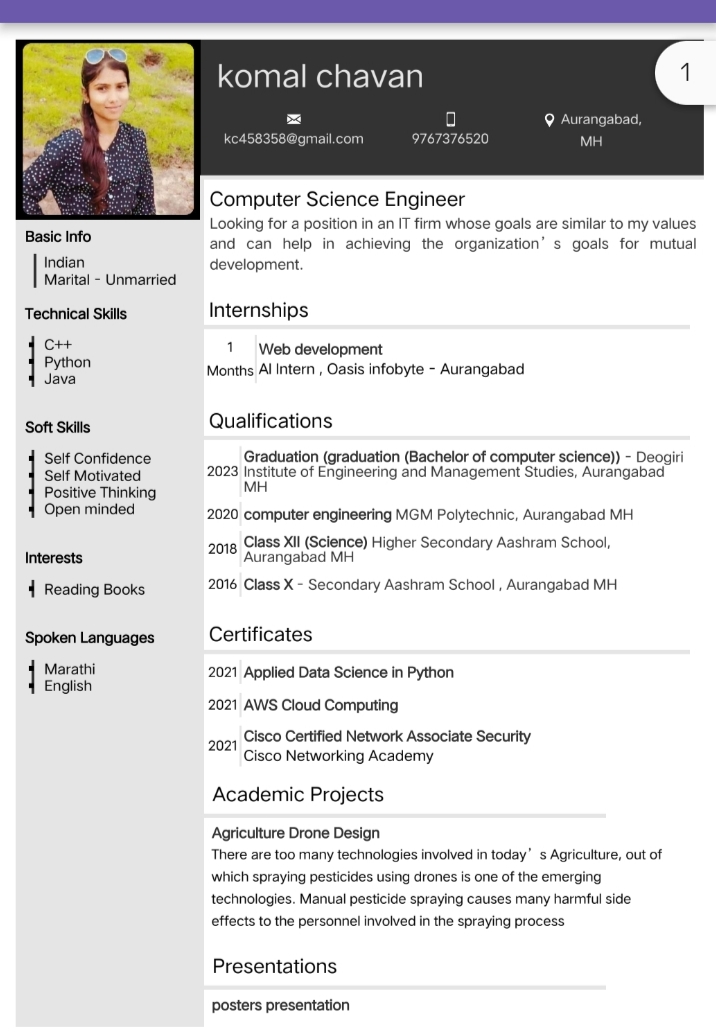 1
komal chavan
kc458358@gmail.com
9767376520
Aurangabad,
MH
Basic Info
Indian
Marital - Unmarried
Technical Skills
C++
Python
Java
Soft Skills
Self Confidence
Self Motivated
Positive Thinking
Open minded
Interests
Reading Books
Spoken Languages
Marathi
English
Computer Science Engineer
Looking for a position in an IT firm whose goals are similar to my values
and can help in achieving the organization’ s goals for mutual
development.
Internships
1
Months
Web development
AI Intern , Oasis infobyte - Aurangabad
Qualifications
2023
Graduation (graduation (Bachelor of computer science)) - Deogiri
Institute of Engineering and Management Studies, Aurangabad
MH
2020 computer engineering MGM Polytechnic, Aurangabad MH
2018
Class XII (Science) Higher Secondary Aashram School,
Aurangabad MH
2016 Class X - Secondary Aashram School , Aurangabad MH
Certificates
2021 Applied Data Science in Python
2021 AWS Cloud Computing
2021
Cisco Certified Network Associate Security
Cisco Networking Academy
Academic Projects
Agriculture Drone Design
There are too many technologies involved in today’ s Agriculture, out of
which spraying pesticides using drones is one of the emerging
technologies. Manual pesticide spraying causes many harmful side
effects to the personnel involved in the spraying process
Presentations
posters presentation